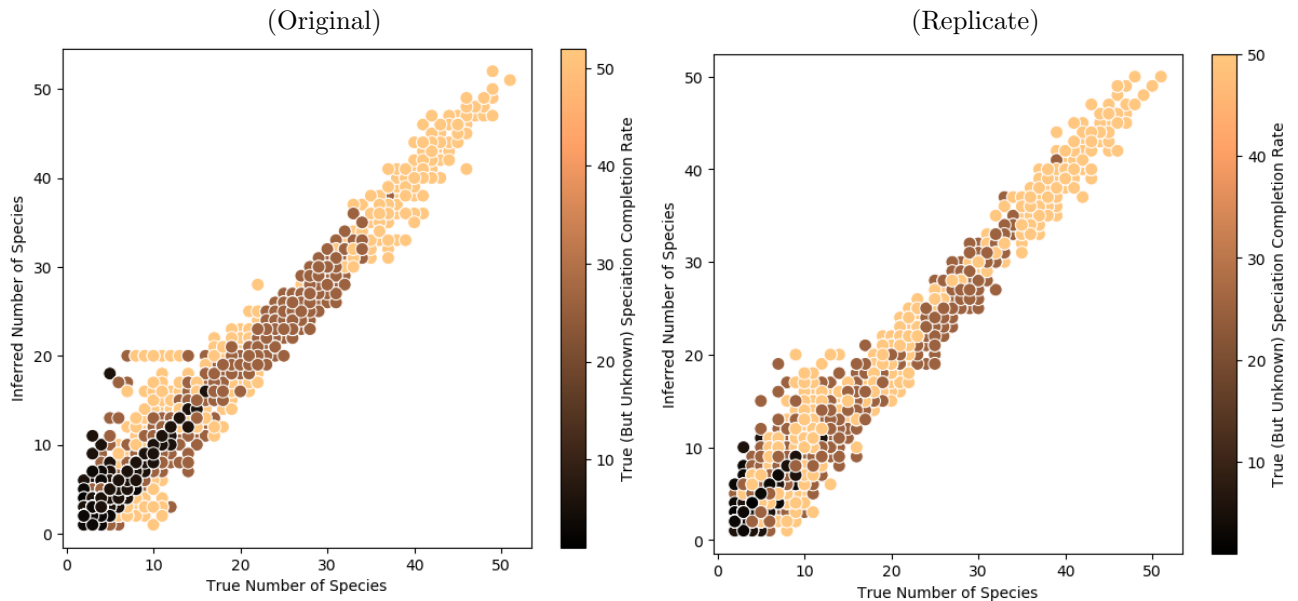 (Original)
Inferred Number of Species
50
40
30
20
10
0
0 10 20 30 40 50
True Number of Species
50
40
30
20
10
True (But Unknown) Speciation Completion Rate
(Replicate)
Inferred Number of Species
50
40
30
20
10
0
0 10 20 30 40 50
True Number of Species
50
40
30
20
10
True (But Unknown) Speciation Completion Rate